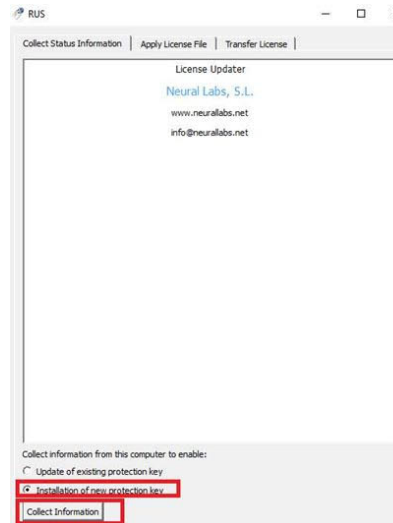 RUS
Collect Status Information
Apply License File
Transfer License
License Updater
Neural Labs, S.L.
www.neurallabs.net
info@neurallabs.net
Collect information from this computer to enable:
Update of existing protection key
Installation of new protection key
Collect Information